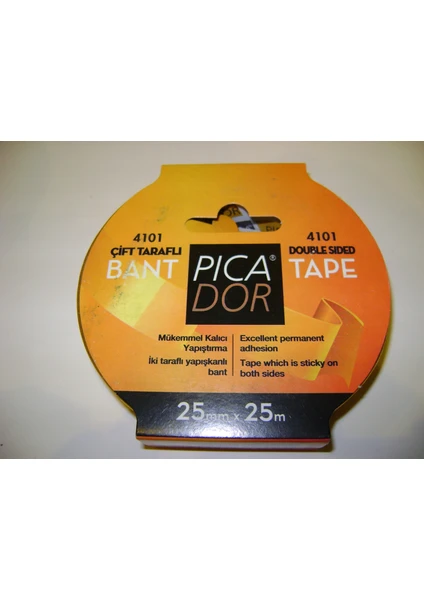 4101
ÇİFT TARAFLI
BANT
PICA®
DOR
4101
DOUBLE SIDED
TAPE
Mükemmel Kalıcı
Yapıştırma
İki taraflı yapışkanlı
bant
Excellent permanent
adhesion
Tape which is sticky on
both sides
25mm x 25m